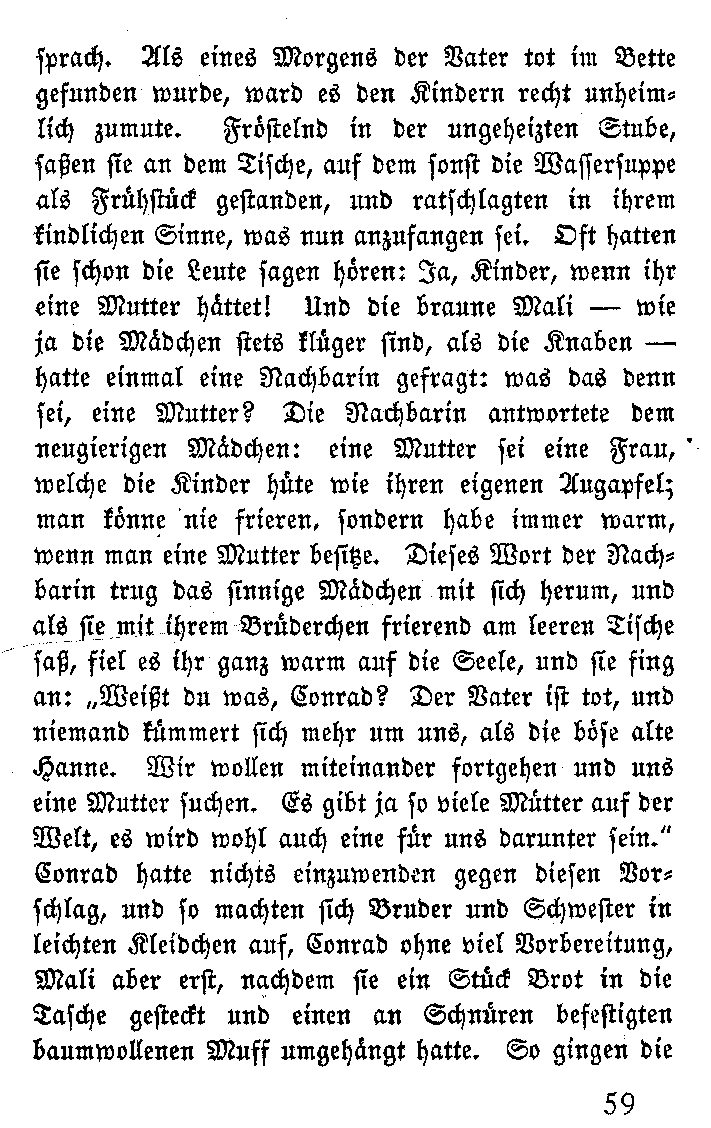 sprach. Als eines Morgens der Vater tot im Bette
gefunden wurde, ward es den Kindern recht unheim-
lich zumute. Fröstelnd in der ungeheizten Stube,
saßen sie an dem Tische, auf dem sonst die Wassersuppe
als Frühstück gestanden, und ratschlagten in ihrem
kindlichen Sinne, was nun anzufangen sei. Oft hatten
sie schon die Leute sagen hören: Ja, Kinder, wenn ihr
eine Mutter hättet! Und die braune Mali — wie
ja die Mädchen stets klüger sind, als die Knaben —
hatte einmal eine Nachbarin gefragt: was das denn
sei, eine Mutter? Die Nachbarin antwortete dem
neugierigen Mädchen: eine Mutter sei eine Frau,
welche die Kinder hüte wie ihren eigenen Augapfel;
man könne nie frieren, sondern habe immer warm,
wenn man eine Mutter besitze. Dieses Wort der Nach-
barin trug das sinnige Mädchen mit sich herum, und
als sie mit ihrem Brüderchen frierend am leeren Tische
saß, fiel es ihr ganz warm auf die Seele, und sie fing
an: „Weißt du was, Conrad? Der Vater ist tot, und
niemand kümmert sich mehr um uns, als die böse alte
Hanne. Wir wollen miteinander fortgehen und uns
eine Mutter suchen. Es gibt ja so viele Mütter auf der
Welt, es wird wohl auch eine für uns darunter sein.“
Conrad hatte nichts einzuwenden gegen diesen Vor-
schlag, und so machten sich Bruder und Schwester in
leichten Kleidchen auf, Conrad ohne viel Vorbereitung,
Mali aber erst, nachdem sie ein Stück Brot in die
Tasche gesteckt und einen an Schnüren befestigten
baumwollenen Muff umgehängt hatte. So gingen die
59